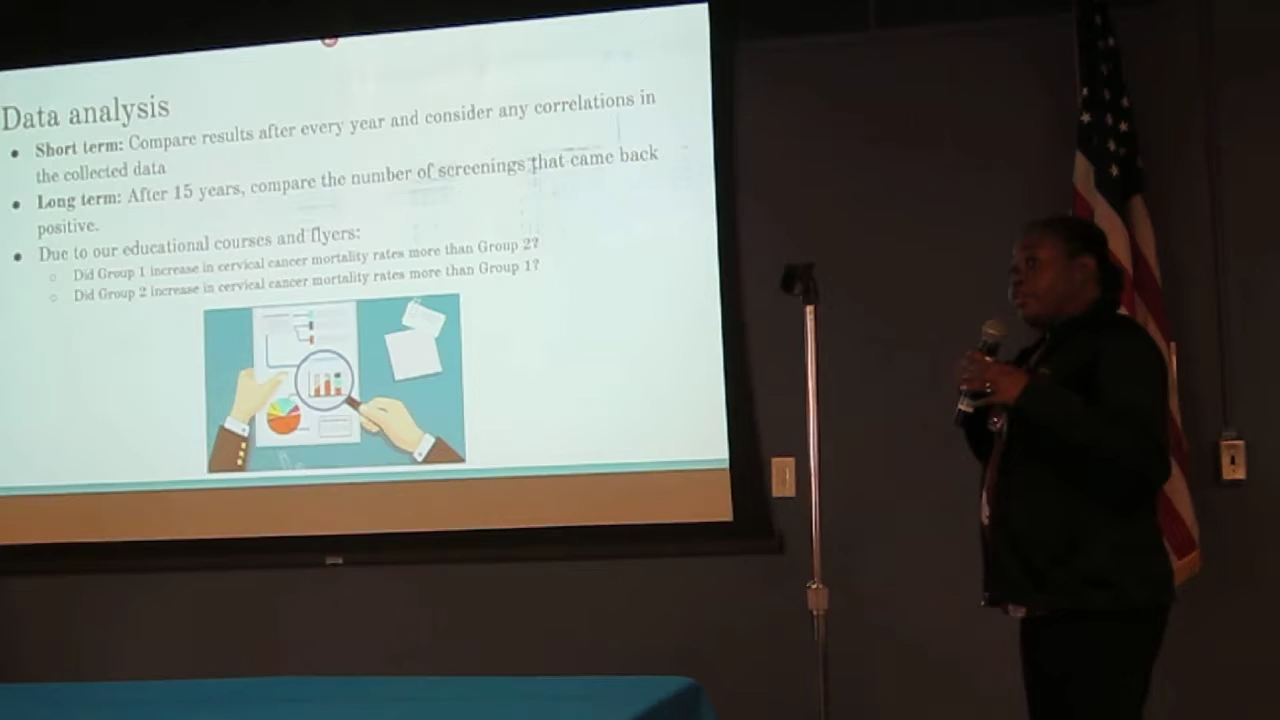 Data analysis
Short term: Compare results after every year and consider any correlations in
the collected data
Long term: After 15 years, compare the number of screenings that came back
positive.
Due to our educational courses and flyers:
Did Group 1 increase in cervical cancer mortality rates more than Group 2?
Did Group 2 increase in cervical cancer mortality rates more than Group 1?